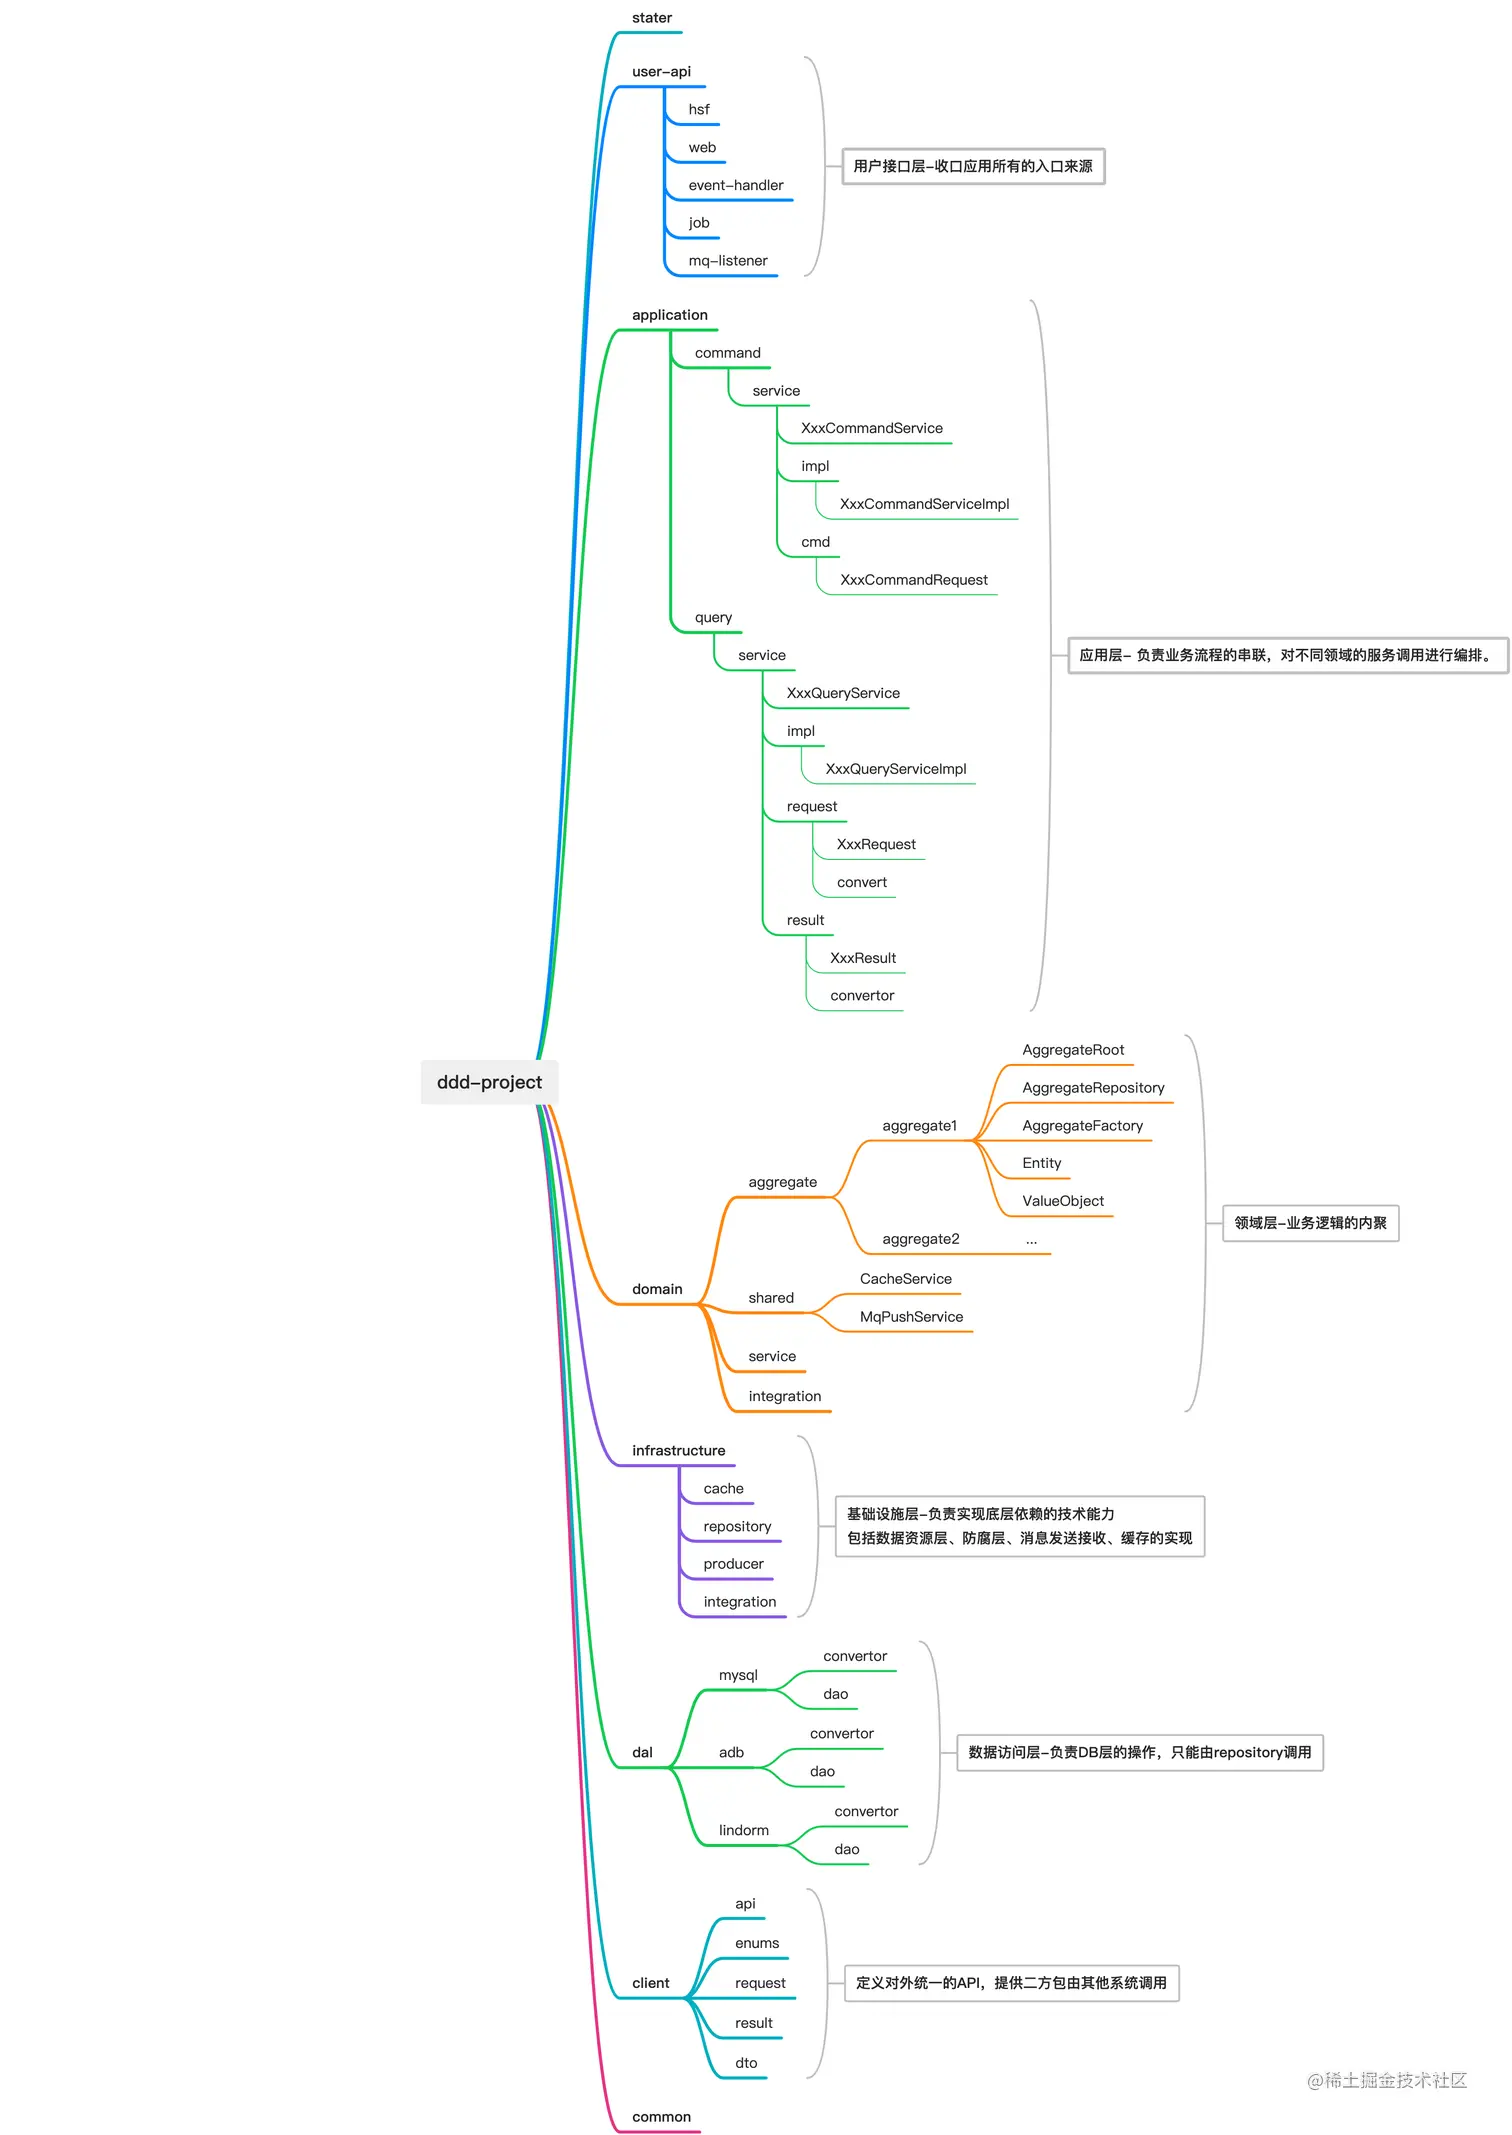 stater
user-api
hsf
web
event-handler
job
mq-listener
用户接口层-收口应用所有的入口来源
application
command
service
XxxCommandService
impl
XxxCommandServiceImpl
cmd
XxxCommandRequest
query
service
XxxQueryService
impl
XxxQueryServiceImpl
request
XxxRequest
convert
result
XxxResult
convertor
应用层- 负责业务流程的串联，对不同领域的服务调用进行编排。
ddd-project
domain
aggregate
aggregate1
AggregateRoot
AggregateRepository
AggregateFactory
Entity
ValueObject
aggregate2
...
shared
CacheService
MqPushService
service
integration
领域层-业务逻辑的内聚
infrastructure
cache
repository
producer
integration
基础设施层-负责实现底层依赖的技术能力
包括数据资源层、防腐层、消息发送接收、缓存的实现
dal
mysql
convertor
dao
adb
convertor
dao
lindorm
convertor
dao
数据访问层-负责DB层的操作，只能由repository调用
client
api
enums
request
result
dto
定义对外统一的API，提供二方包由其他系统调用
common
@稀土掘金技术社区